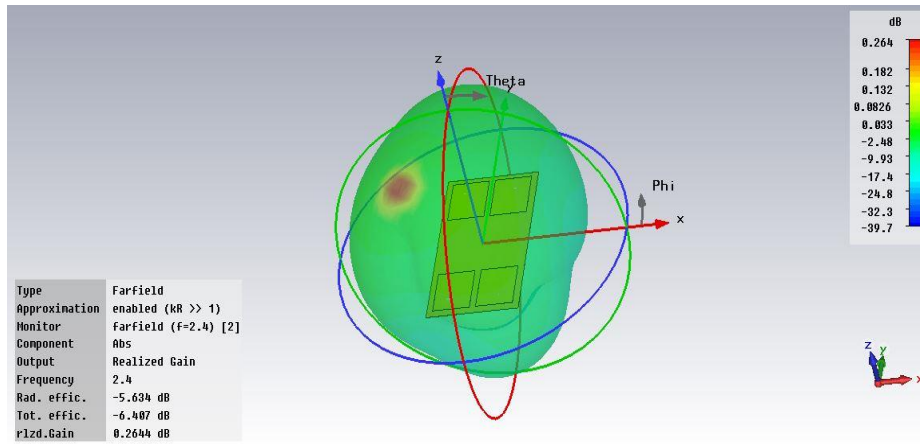 dB
0.264
0.182
0.132
0.0826
0.033
-2.48
-9.93
-17.4
-24.8
-32.3
-39.7
z
Theta
y
Phi
x
Type Farfield
Approximation enabled (kR >> 1)
Monitor Farfield (f=2.4) [2]
Component Abs
Output Realized Gain
Frequency 2.4
Rad. effic. -5.634 dB
Tot. effic. -6.407 dB
rlzd.Gain 0.2644 dB
z
y
x